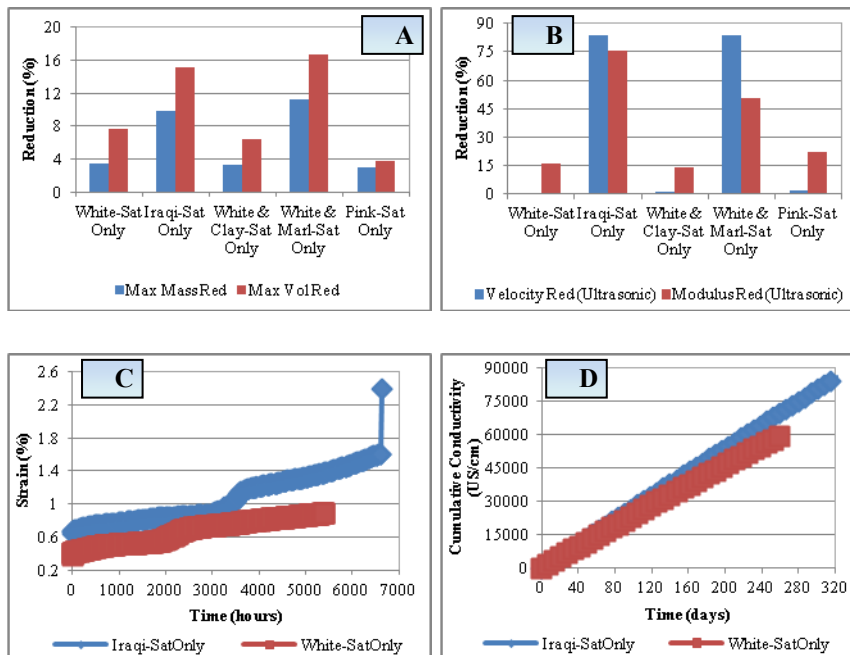 A
20
16
12
8
4
0
Reduction (%)
White-Sat Only
Iraqi-Sat Only
White & Clay-Sat Only
White & Marl-Sat Only
Pink-Sat Only
Max Mass Red
Max Vol Red
B
90
75
60
45
30
15
0
Reduction (%)
White-Sat Only
Iraqi-Sat Only
White & Clay-Sat Only
White & Marl-Sat Only
Pink-Sat Only
Velocity Red (Ultrasonic)
Modulus Red (Ultrasonic)
C
2.6
2.2
1.8
1.4
1
0.6
0.2
Strain (%)
0 1000 2000 3000 4000 5000 6000 7000
Time (hours)
Iraqi-SatOnly
White-SatOnly
D
90000
75000
60000
45000
30000
15000
0
Cumulative Conductivity
(US/cm)
0 40 80 120 160 200 240 280 320
Time (days)
Iraqi-SatOnly
White-SatOnly